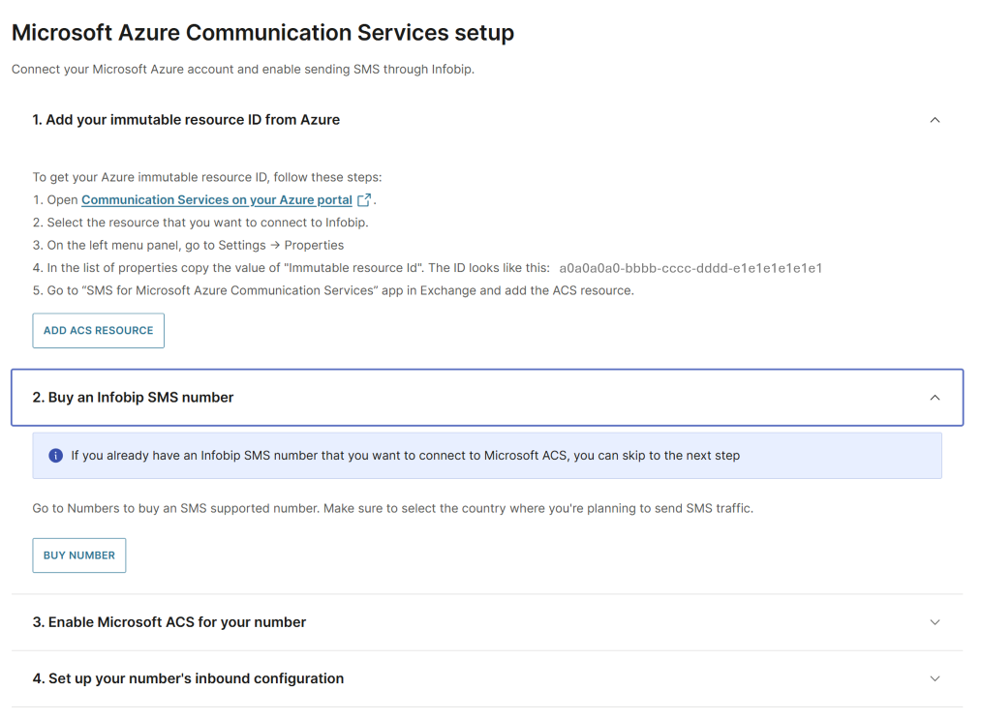 Microsoft Azure Communication Services setup
Connect your Microsoft Azure account and enable sending SMS through Infobip.
1. Add your immutable resource ID from Azure
To get your Azure immutable resource ID, follow these steps:
1. Open Communication Services on your Azure portal .
2. Select the resource that you want to connect to Infobip.
3. On the left menu panel, go to Settings → Properties
4. In the list of properties copy the value of "Immutable resource Id". The ID looks like this: a0a0a0a0-bbbb-cccc-dddd-e1e1e1e1e1e1
5. Go to “SMS for Microsoft Azure Communication Services” app in Exchange and add the ACS resource.
ADD ACS RESOURCE
2. Buy an Infobip SMS number
If you already have an Infobip SMS number that you want to connect to Microsoft ACS, you can skip to the next step
Go to Numbers to buy an SMS supported number. Make sure to select the country where you're planning to send SMS traffic.
BUY NUMBER
3. Enable Microsoft ACS for your number
4. Set up your number's inbound configuration